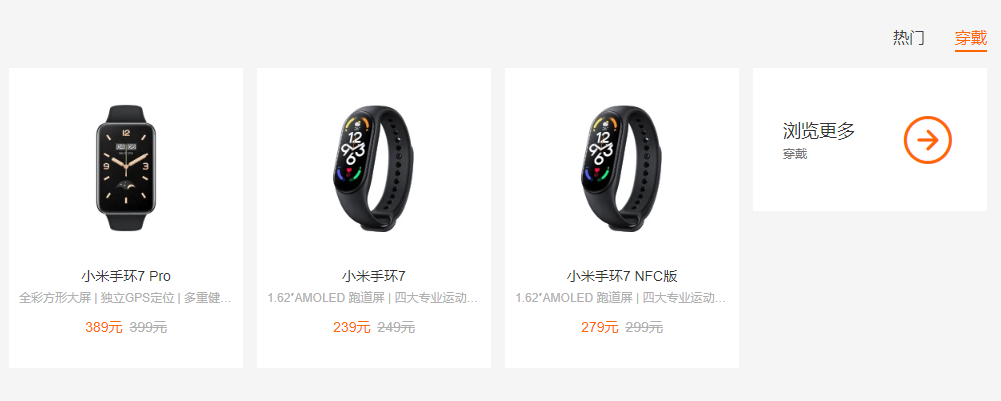 热门 穿戴
小米手环7 Pro
全彩方形大屏 | 独立GPS定位 | 多重健...
389元 399元
小米手环7
1.62″AMOLED 跑道屏 | 四大专业运动...
239元 249元
小米手环7 NFC版
1.62″AMOLED 跑道屏 | 四大专业运动...
279元 299元
浏览更多
穿戴